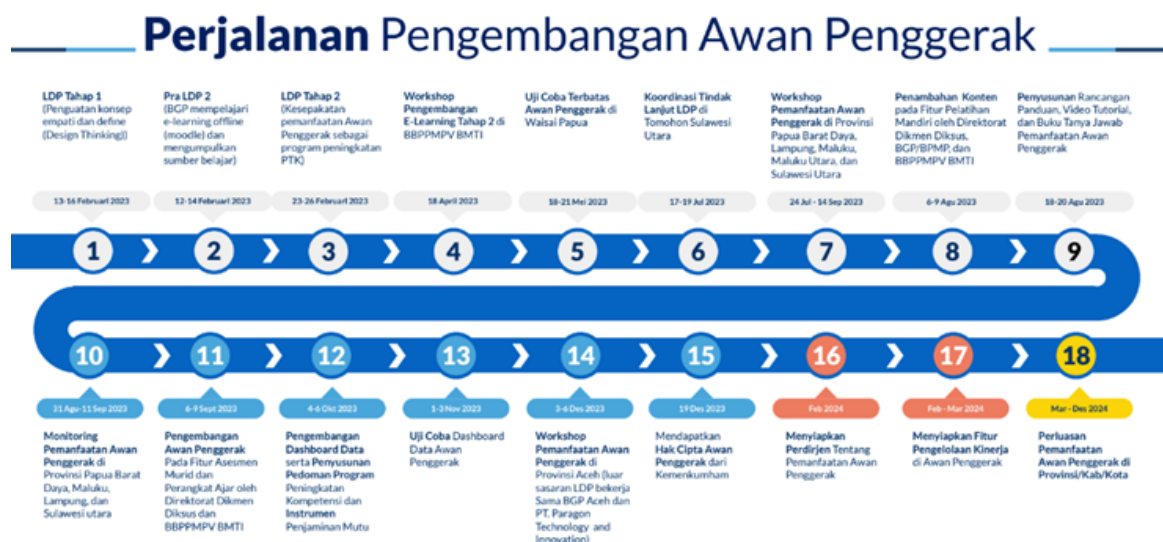 Perjalanan Pengembangan Awan Penggerak
LDP Tahap 1
(Penguatan konsep
empati dan define
(Design Thinking))
13-16 Februari 2023
1
Pra LDP 2
(BGP mempelajari
e-learning offline
(moodle) dan
mengumpulkan
sumber belajar)
12-14 Februari 2023
2
LDP Tahap 2
(Kesepakatan
pemanfaatan Awan
Penggerak sebagai
program peningkatan
PTK)
23-26 Februari 2023
3
Workshop
Pengembangan
E-Learning Tahap 2 di
BBPPMPV BMTI
18 April 2023
4
Uji Coba Terbatas
Awan Penggerak di
Waisai Papua
18-21 Mei 2023
5
Koordinasi Tindak
Lanjut LDP di
Tomohon Sulawesi
Utara
17-19 Jul 2023
6
Workshop
Pemanfaatan Awan
Penggerak di Provinsi
Papua Barat Daya,
Lampung, Maluku,
Maluku Utara, dan
Sulawesi Utara
24 Jul - 14 Sep 2023
7
Penambahan Konten
pada Fitur Pelatihan
Mandiri oleh Direktorat
Dikmen Diksus,
BGP/BPMP, dan
BBPPMPV BMTI
6-9 Agu 2023
8
Penyusunan Rancangan
Panduan, Video Tutorial,
dan Buku Tanya Jawab
Pemanfaatan Awan
Penggerak
18-20 Agu 2023
9
10
31 Agu-11 Sep 2023
Monitoring
Pemanfaatan Awan
Penggerak di
Provinsi Papua Barat
Daya, Maluku,
Lampung, dan
Sulawesi utara
11
6-9 Sept 2023
Pengembangan
Awan Penggerak
Pada Fitur Asesmen
Murid dan
Perangkat Ajar oleh
Direktorat Dikmen
Diksus dan
BBPPMPV BMTI
12
4-6 Okt 2023
Pengembangan
Dashboard Data
serta Penyusunan
Pedoman Program
Peningkatan
Kompetensi dan
Instrumen
Penjaminan Mutu
13
1-3 Nov 2023
Uji Coba Dashboard
Data Awan
Penggerak
14
3-6 Des 2023
Workshop
Pemanfaatan Awan
Penggerak di
Provinsi Aceh (luar
sasaran LDP bekerja
Sama BGP Aceh dan
PT. Paragon
Technology and
Innovation)
15
19 Des 2023
Mendapatkan
Hak Cipta Awan
Penggerak dari
Kemenkumham
16
Feb 2024
Menyiapkan
Perdirjen Tentang
Pemanfaatan Awan
Penggerak
17
Feb - Mar 2024
Menyiapkan Fitur
Pengelolaan Kinerja
di Awan Penggerak
18
Mar - Des 2024
Perluasan
Pemanfaatan
Awan Penggerak di
Provinsi/Kab/Kota